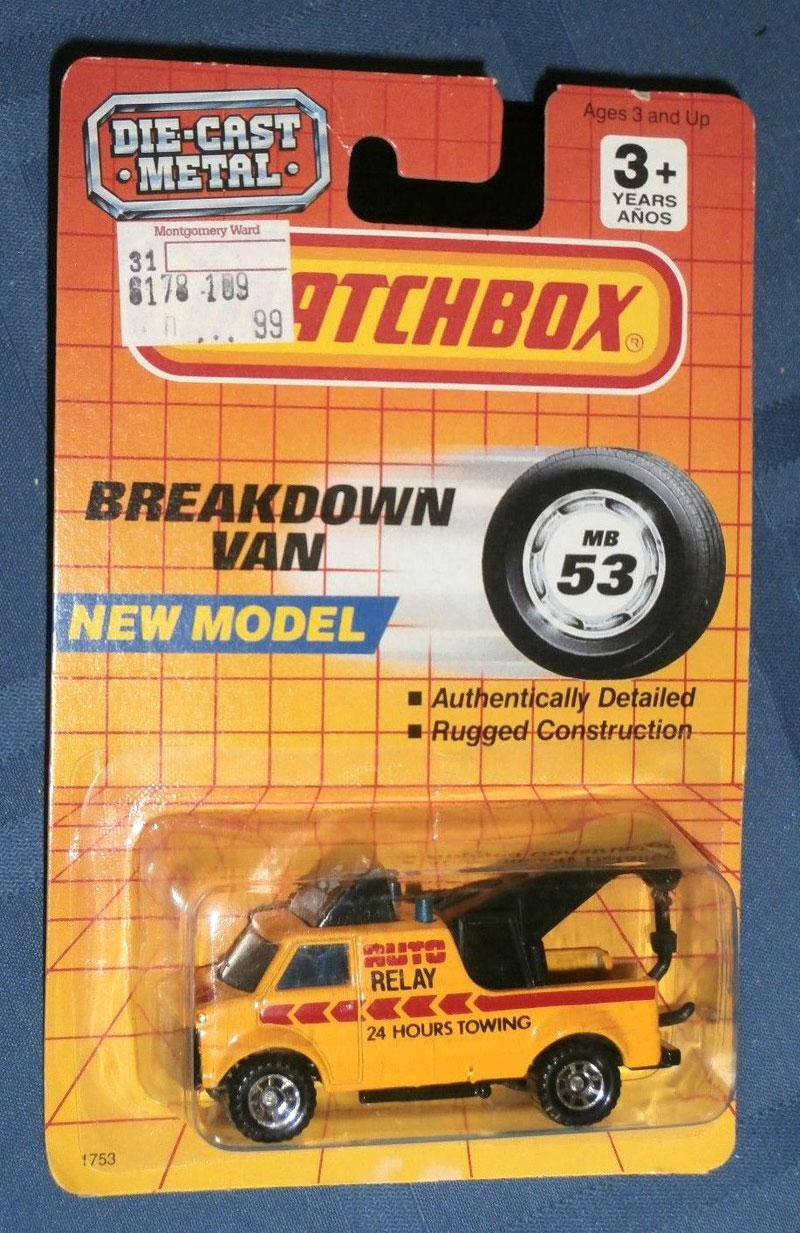 DIE-CAST
• METAL •
Ages 3 and Up
3+
YEARS
AÑOS
Montgomery Ward
31
6178 109
99
ATCHBOX®
BREAKDOWN
VAN
MB
53
NEW MODEL
■ Authentically Detailed
■ Rugged Construction
AUTO
RELAY
24 HOURS TOWING
1753